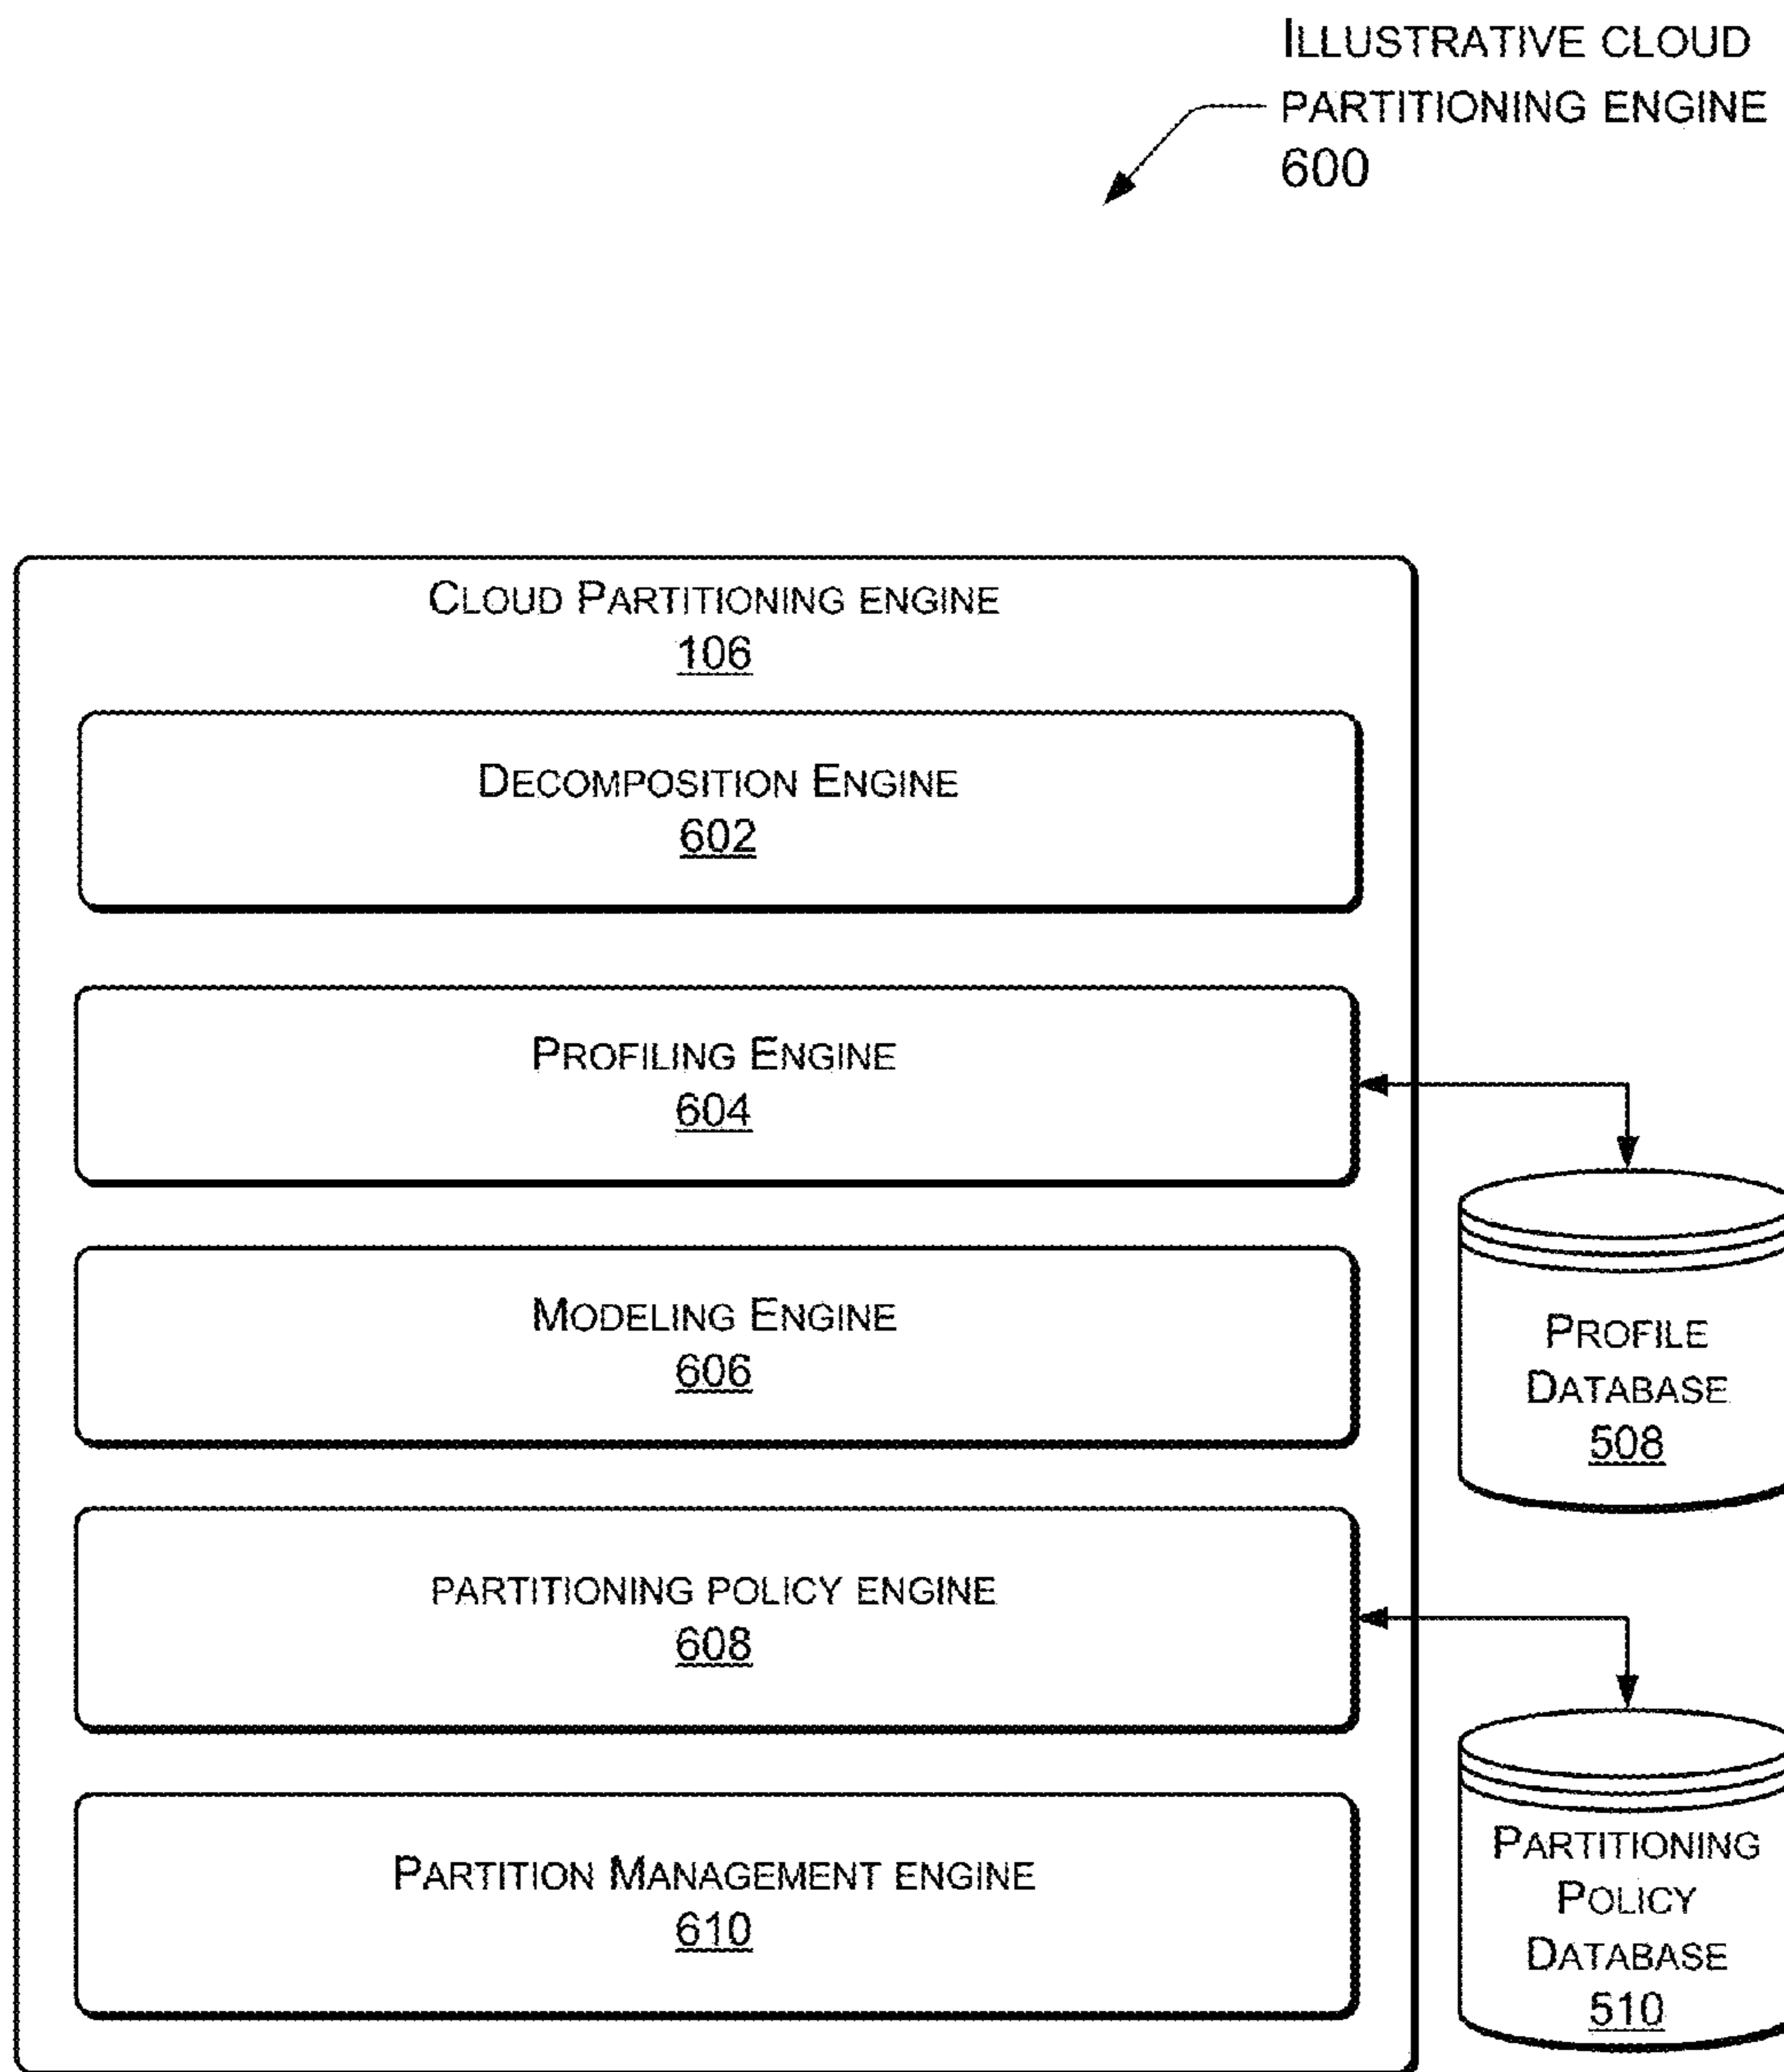 ILLUSTRATIVE CLOUD
PARTITIONING ENGINE
600
CLOUD PARTITIONING ENGINE
106
DECOMPOSITION ENGINE
602
PROFILING ENGINE
604
MODELING ENGINE
606
PARTITIONING POLICY ENGINE
608
PARTITION MANAGEMENT ENGINE
610
PROFILE
DATABASE
508
PARTITIONING
POLICY
DATABASE
510